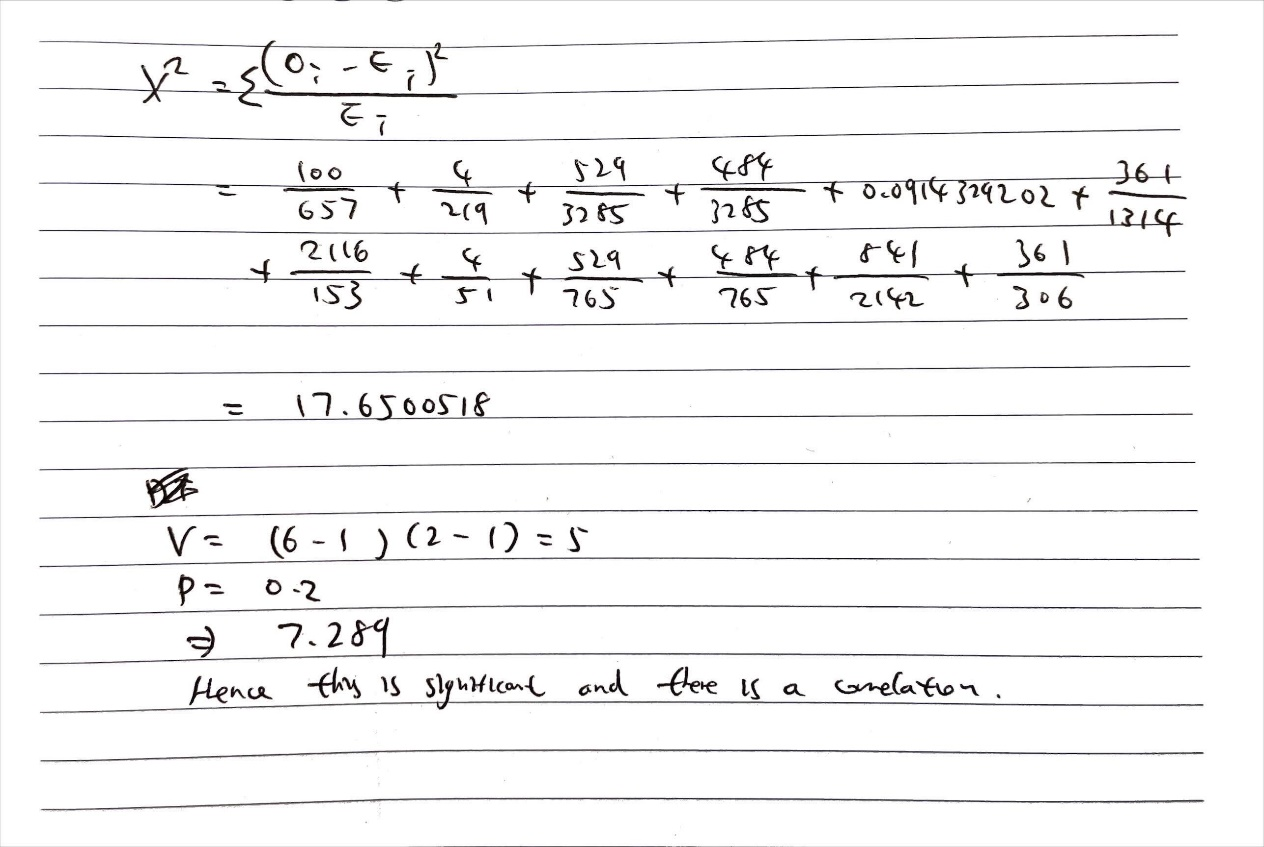 X² = Σ(Oᵢ - Eᵢ)² / Eᵢ
= 100/657 + 4/219 + 529/3285 + 484/3285 + 0.0914329202 + 361/1314
+ 2116/153 + 4/51 + 529/765 + 484/765 + 841/2142 + 361/306
= 17.6500518
V = (6-1)(2-1) = 5
P = 0.2
⇒ 7.289
Hence this is significant and there is a correlation.